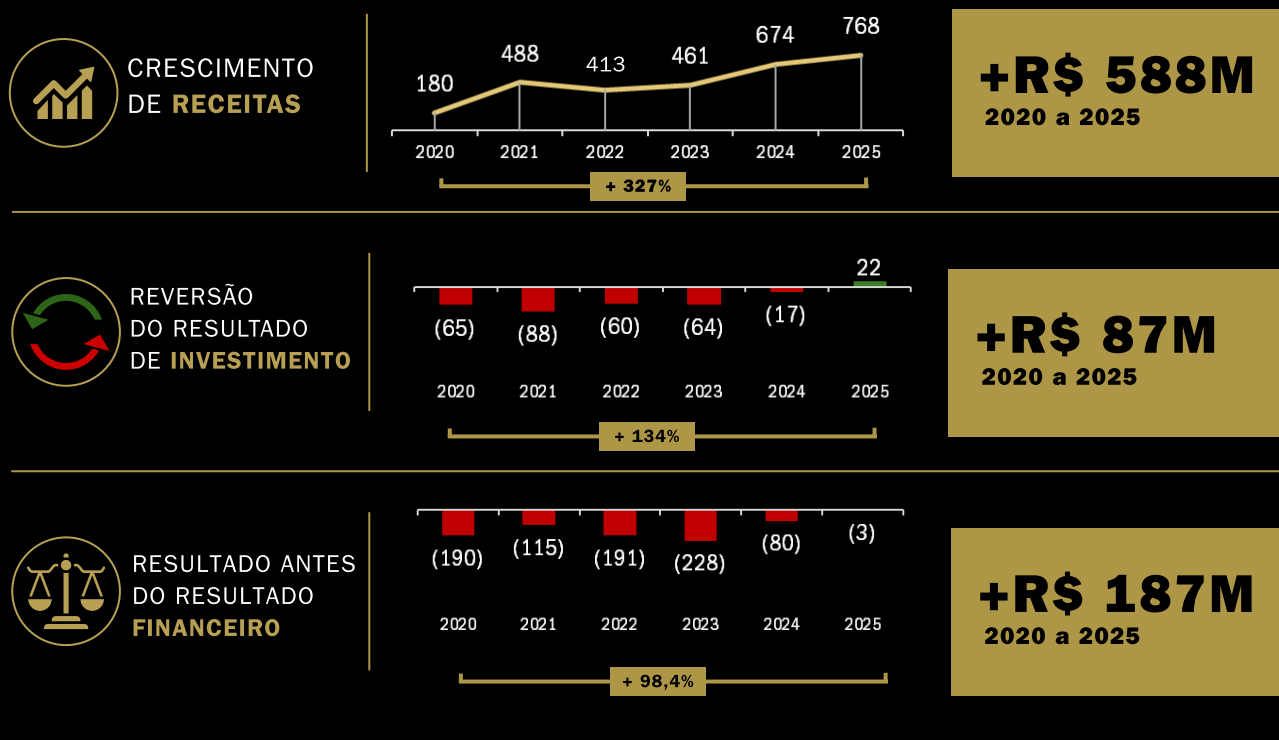 CRESCIMENTO
DE RECEITAS
180 488 413 461 674 768
2020 2021 2022 2023 2024 2025
+ 327%
+R$ 588M
2020 a 2025
REVERSÃO
DO RESULTADO
DE INVESTIMENTO
(65) (88) (60) (64) (17) 22
2020 2021 2022 2023 2024 2025
+ 134%
+R$ 87M
2020 a 2025
RESULTADO ANTES
DO RESULTADO
FINANCEIRO
(190) (115) (191) (228) (80) (3)
2020 2021 2022 2023 2024 2025
+ 98,4%
+R$ 187M
2020 a 2025